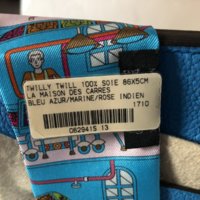 TWILLY TWILL 100% SOIE 86X5CM
LA MAISON DES CARRES
BLEU AZUR/MARINE/ROSE INDIEN
1710
062941S 13